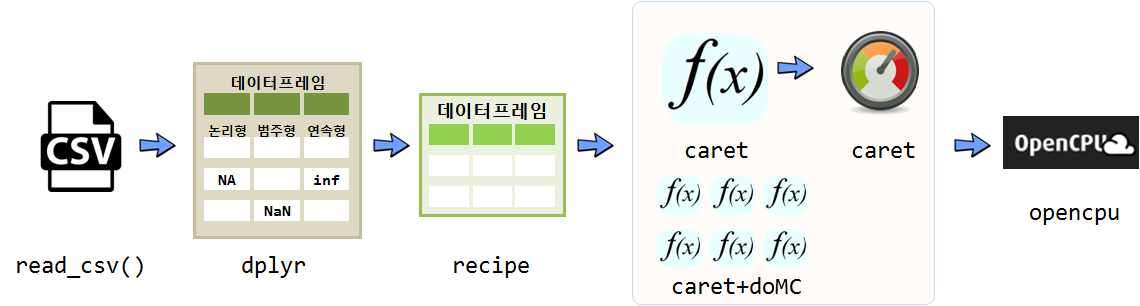 CSV
read_csv()
데이터프레임
논리형 범주형 연속형
NA inf
NaN
dplyr
데이터프레임
recipe
f(x)
caret
caret
f(x) f(x) f(x)
f(x) f(x) f(x)
caret+doMC
OpenCPU
opencpu